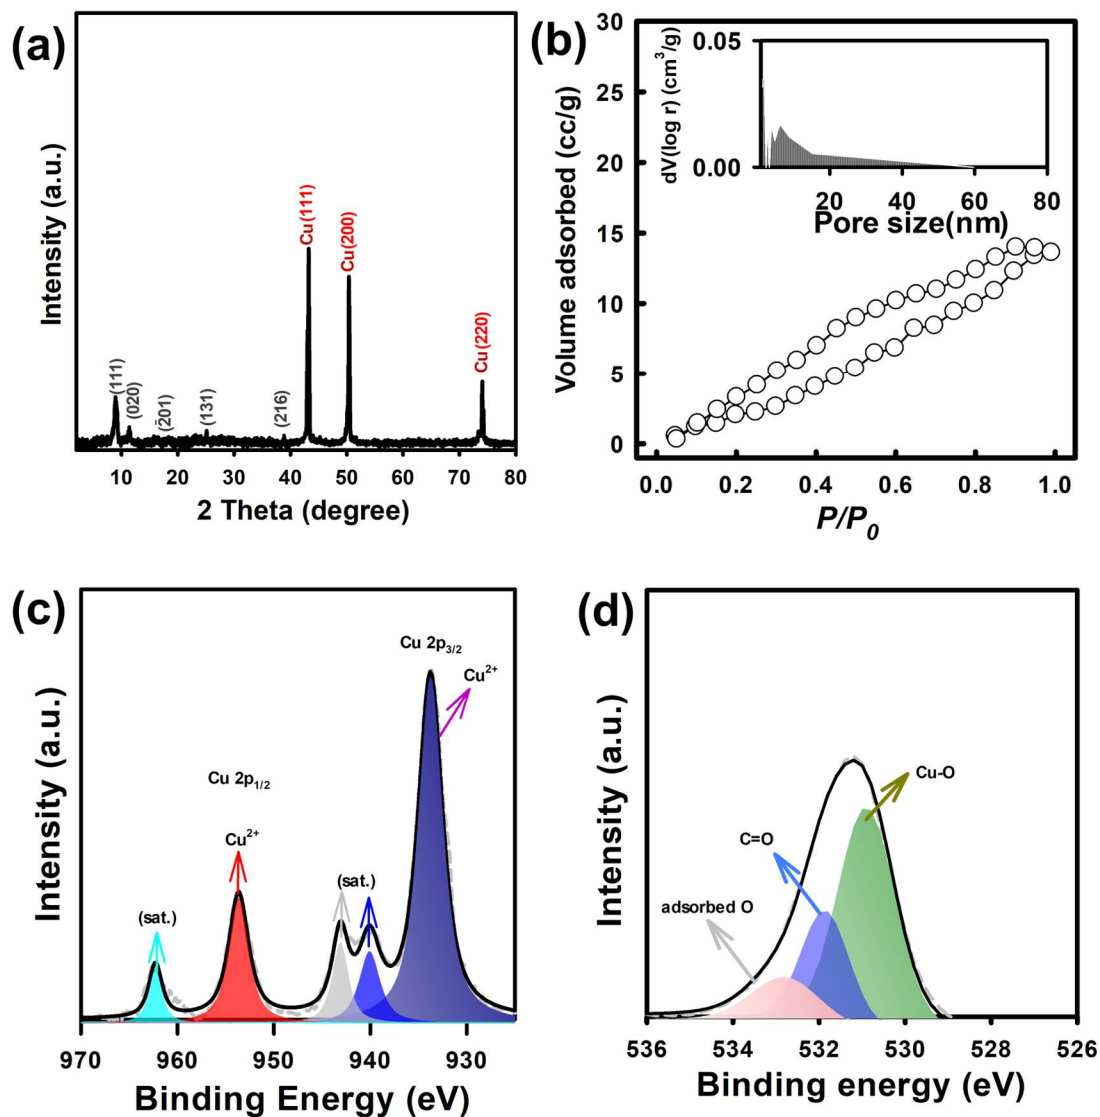 (a)
Intensity (a.u.)
(111)
(020)
(2̄01)
(131)
(216)
Cu(111)
Cu(200)
Cu(220)
10 20 30 40 50 60 70 80
2 Theta (degree)
(b)
Volume adsorbed (cc/g)
30
25
20
15
10
5
0
0.0 0.2 0.4 0.6 0.8 1.0
P/P₀
dV(log r) (cm³/g)
0.05
0.00
20 40 60 80
Pore size(nm)
(c)
Intensity (a.u.)
(sat.)
Cu 2p₁/₂
Cu²⁺
(sat.)
Cu 2p₃/₂
Cu²⁺
970 960 950 940 930
Binding Energy (eV)
(d)
Intensity (a.u.)
adsorbed O
C=O
Cu-O
536 534 532 530 528 526
Binding energy (eV)